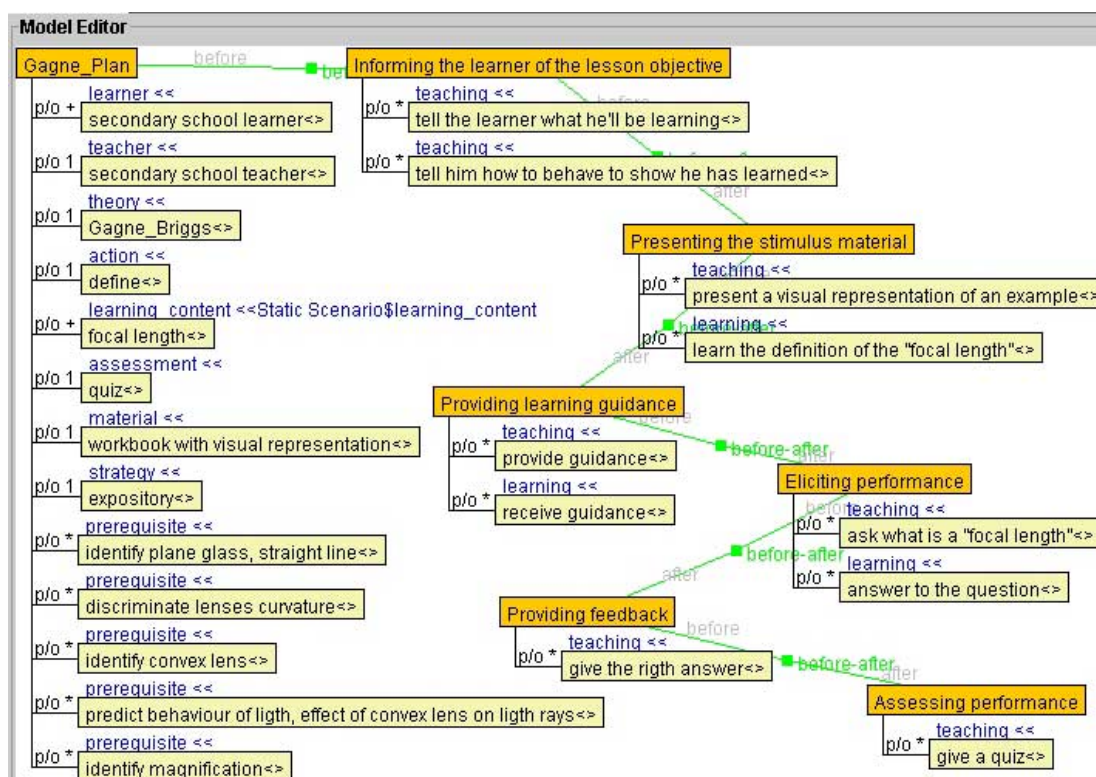 Model Editor
Gagne_Plan
before
Informing the learner of the lesson objective
p/o + learner <<
secondary school learner<>
p/o 1 teacher <<
secondary school teacher<>
p/o 1 theory <<
Gagne_Briggs<>
p/o 1 action <<
define<>
p/o + learning_content <<Static Scenario$learning_content
focal length<>
p/o 1 assessment <<
quiz<>
p/o 1 material <<
workbook with visual representation<>
p/o 1 strategy <<
expository<>
p/o * prerequisite <<
identify plane glass, straight line<>
p/o * prerequisite <<
discriminate lenses curvature<>
p/o * prerequisite <<
identify convex lens<>
p/o * prerequisite <<
predict behaviour of ligth, effect of convex lens on ligth rays<>
p/o * prerequisite <<
identify magnification<>
p/o * teaching <<
tell the learner what he'll be learning<>
p/o * teaching <<
tell him how to behave to show he has learned<>
before
after
Presenting the stimulus material
p/o * teaching <<
present a visual representation of an example<>
p/o * learning <<
learn the definition of the "focal length"<>
before-after
after
Providing learning guidance
p/o * teaching <<
provide guidance<>
p/o * learning <<
receive guidance<>
before
before-after
after
Eliciting performance
p/o * teaching <<
ask what is a "focal length"<>
p/o * learning <<
answer to the question<>
before
before-after
after
Providing feedback
p/o * teaching <<
give the rigth answer<>
before
before-after
after
Assessing performance
p/o * teaching <<
give a quiz<>